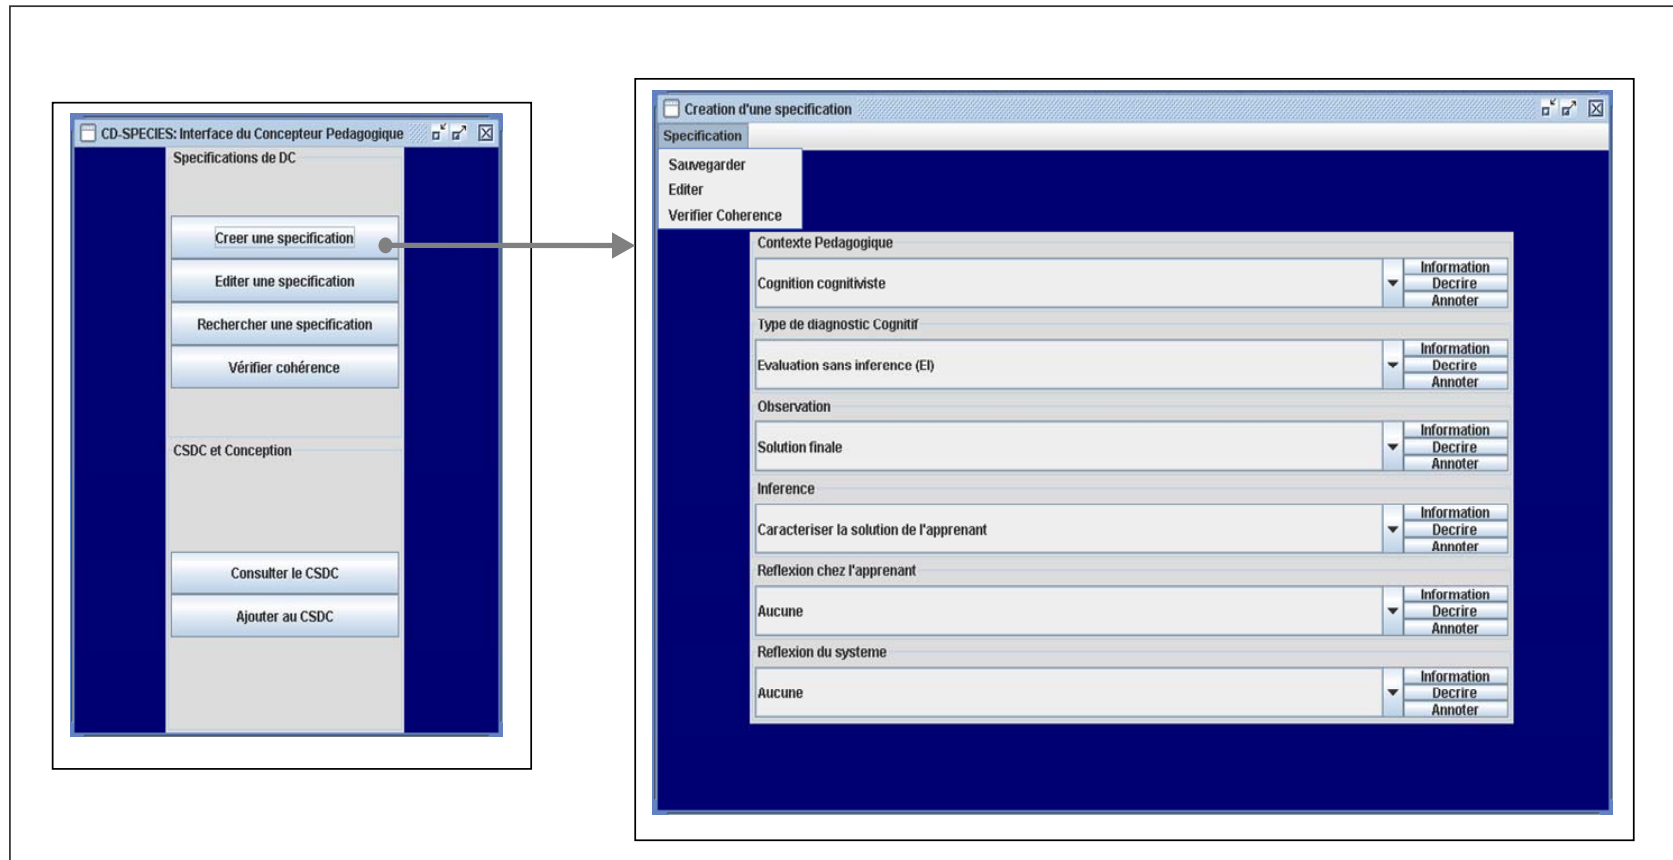 CD-SPECIES: Interface du Concepteur Pedagogique
Specifications de DC
Creer une specification
Editer une specification
Rechercher une specification
Vérifier cohérence
CSDC et Conception
Consulter le CSDC
Ajouter au CSDC
Creation d'une specification
Specification
Sauvegarder
Editer
Verifier Coherence
Contexte Pedagogique
Cognition cognitiviste
Information
Decrire
Annoter
Type de diagnostic Cognitif
Evaluation sans inference (EI)
Information
Decrire
Annoter
Observation
Solution finale
Information
Decrire
Annoter
Inference
Caracteriser la solution de l'apprenant
Information
Decrire
Annoter
Reflexion chez l'apprenant
Aucune
Information
Decrire
Annoter
Reflexion du systeme
Aucune
Information
Decrire
Annoter